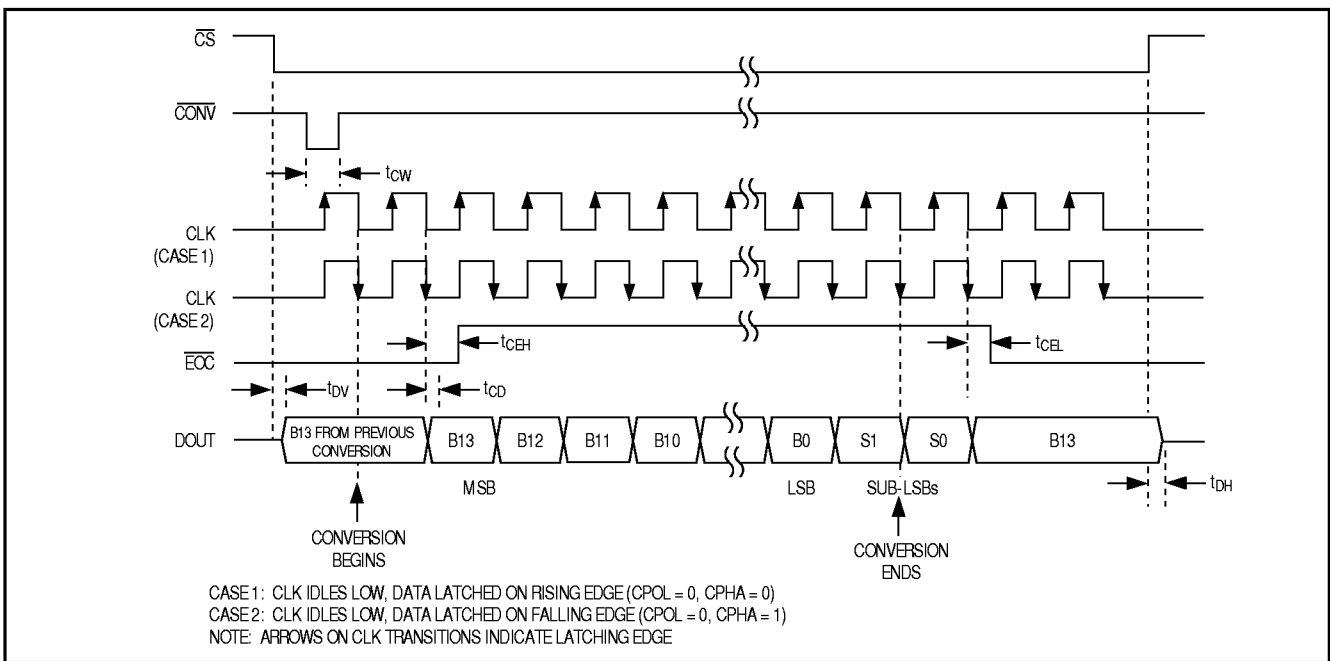 CS
CONV
tCW
CLK
(CASE 1)
CLK
(CASE 2)
tCEH
tCEL
EOC
tDV
tCD
DOUT
B13 FROM PREVIOUS
CONVERSION
B13
B12
B11
B10
B0
S1
S0
B13
MSB
LSB
SUB-LSBs
tDH
CONVERSION
BEGINS
CONVERSION
ENDS
CASE 1: CLK IDLES LOW, DATA LATCHED ON RISING EDGE (CPOL = 0, CPHA = 0)
CASE 2: CLK IDLES LOW, DATA LATCHED ON FALLING EDGE (CPOL = 0, CPHA = 1)
NOTE: ARROWS ON CLK TRANSITIONS INDICATE LATCHING EDGE